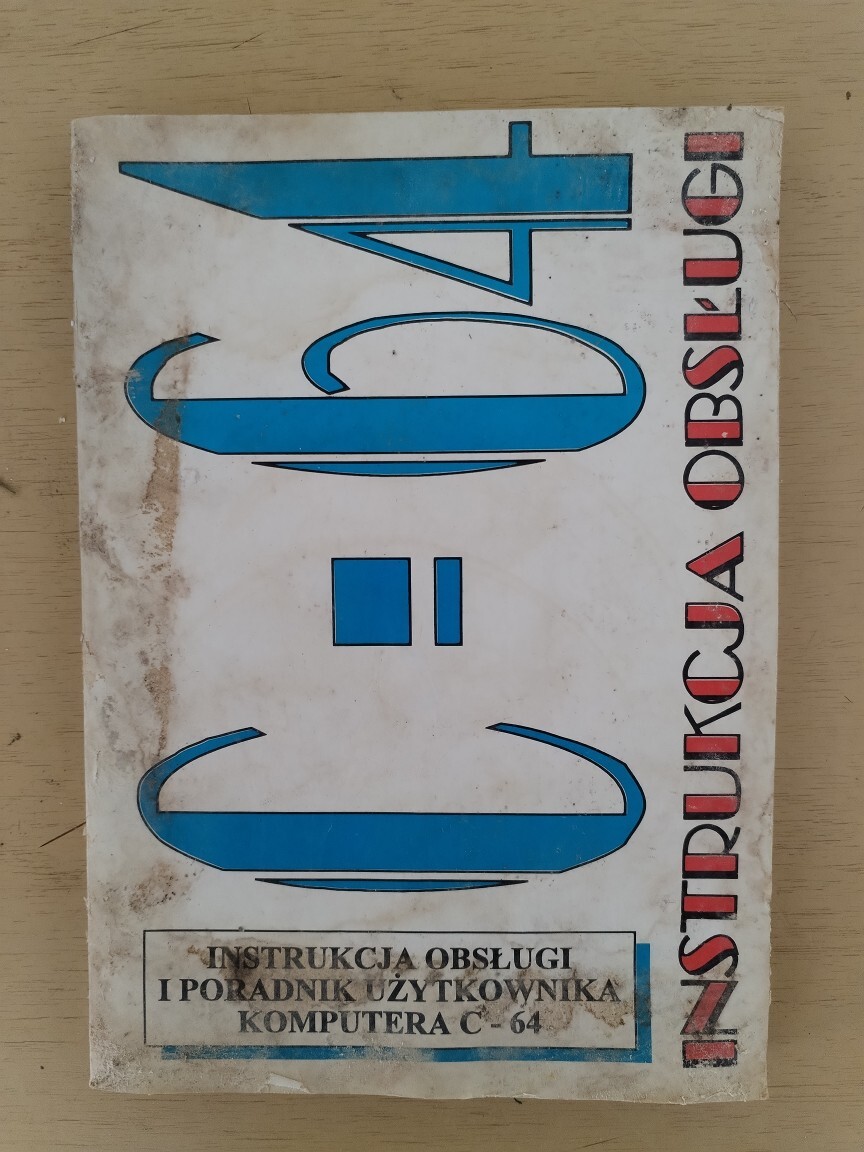 C=64
INSTRUKCJA OBSŁUGI
INSTRUKCJA OBSŁUGI
I PORADNIK UŻYTKOWNIKA
KOMPUTERA C - 64